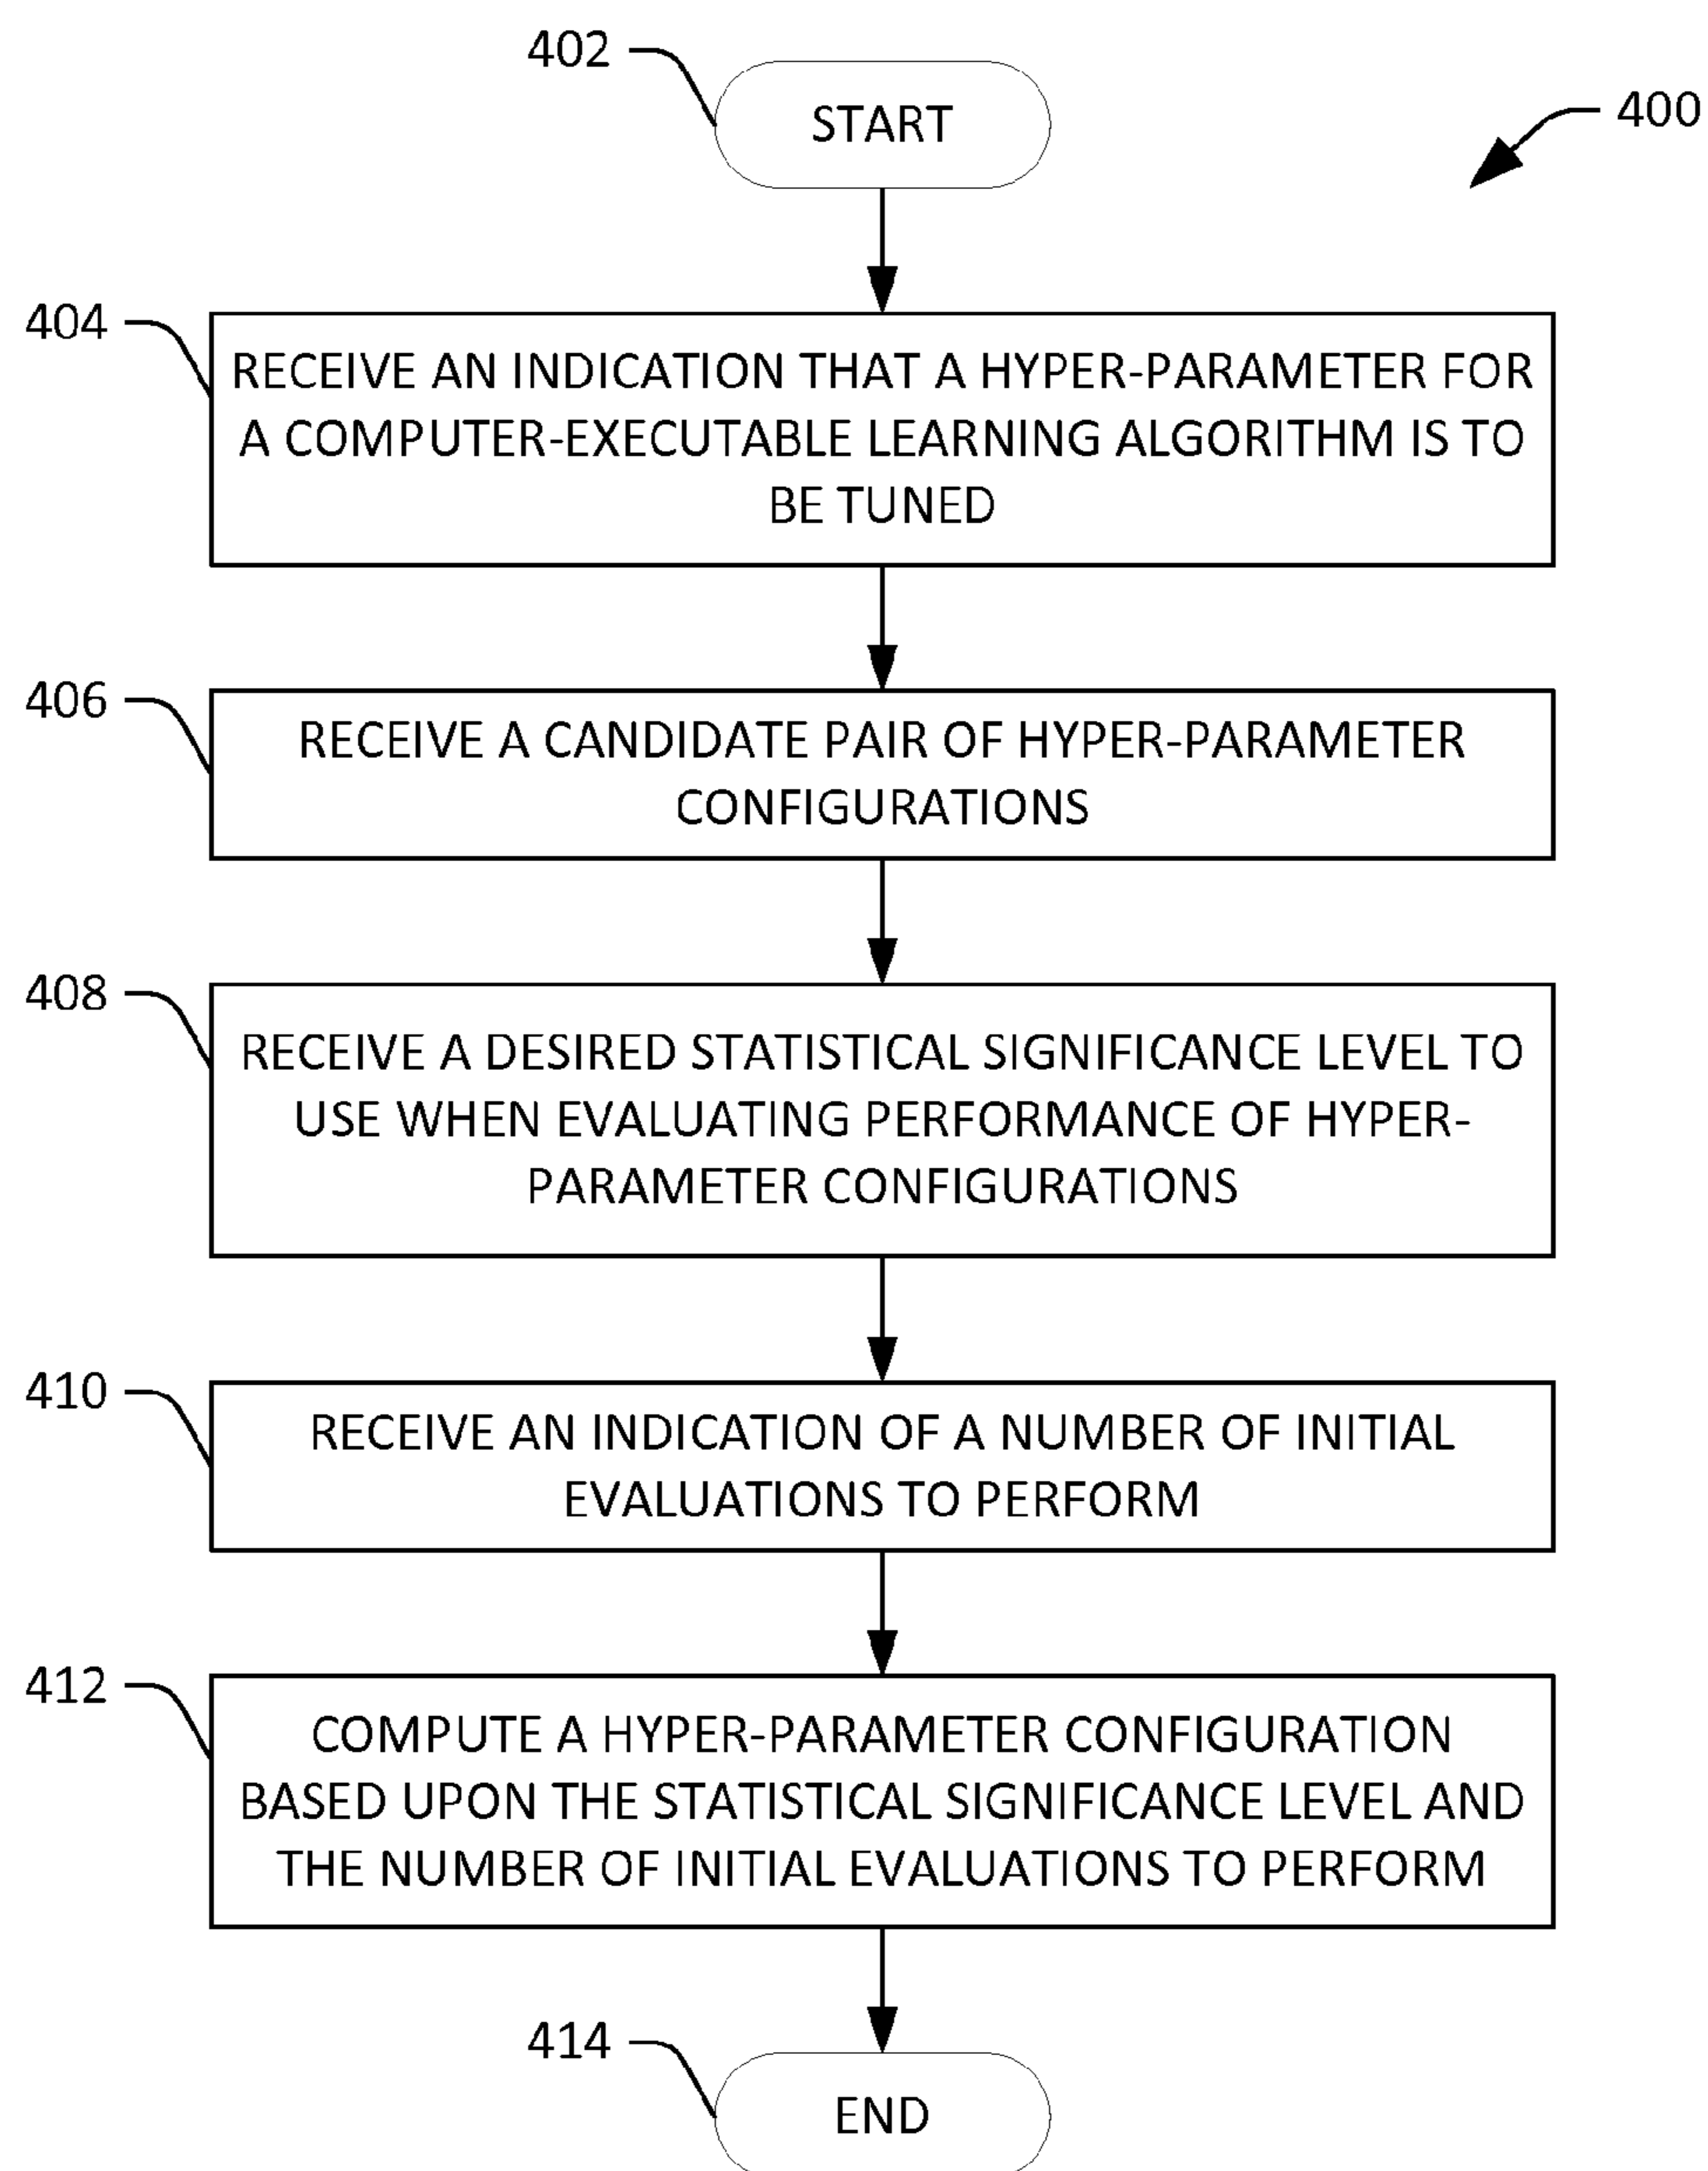 402
START
400
404
RECEIVE AN INDICATION THAT A HYPER-PARAMETER FOR
A COMPUTER-EXECUTABLE LEARNING ALGORITHM IS TO
BE TUNED
406
RECEIVE A CANDIDATE PAIR OF HYPER-PARAMETER
CONFIGURATIONS
408
RECEIVE A DESIRED STATISTICAL SIGNIFICANCE LEVEL TO
USE WHEN EVALUATING PERFORMANCE OF HYPER-
PARAMETER CONFIGURATIONS
410
RECEIVE AN INDICATION OF A NUMBER OF INITIAL
EVALUATIONS TO PERFORM
412
COMPUTE A HYPER-PARAMETER CONFIGURATION
BASED UPON THE STATISTICAL SIGNIFICANCE LEVEL AND
THE NUMBER OF INITIAL EVALUATIONS TO PERFORM
414
END